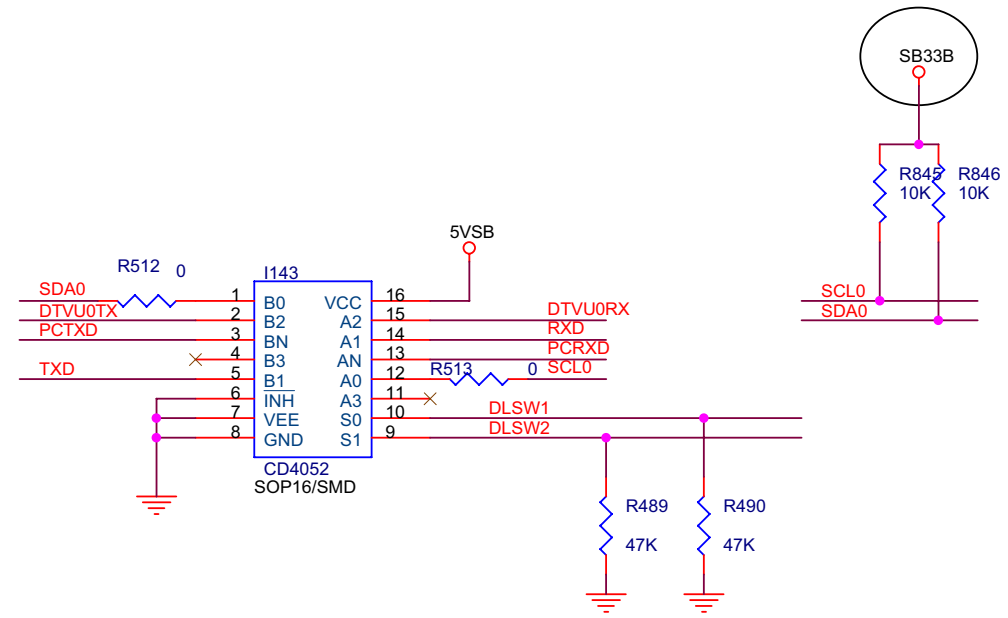 SB33B
R845
10K
R846
10K
SCL0
SDA0
5VSB
R512
0
I143
SDA0
DTVU0TX
PCTXD
TXD
1
2
3
4
5
6
7
8
B0
B2
BN
B3
B1
INH
VEE
GND
VCC
A2
A1
AN
A0
A3
S0
S1
16
15
14
13
12
11
10
9
DTVU0RX
RXD
PCRXD
R513
0
SCL0
DLSW1
DLSW2
CD4052
SOP16/SMD
R489
47K
R490
47K